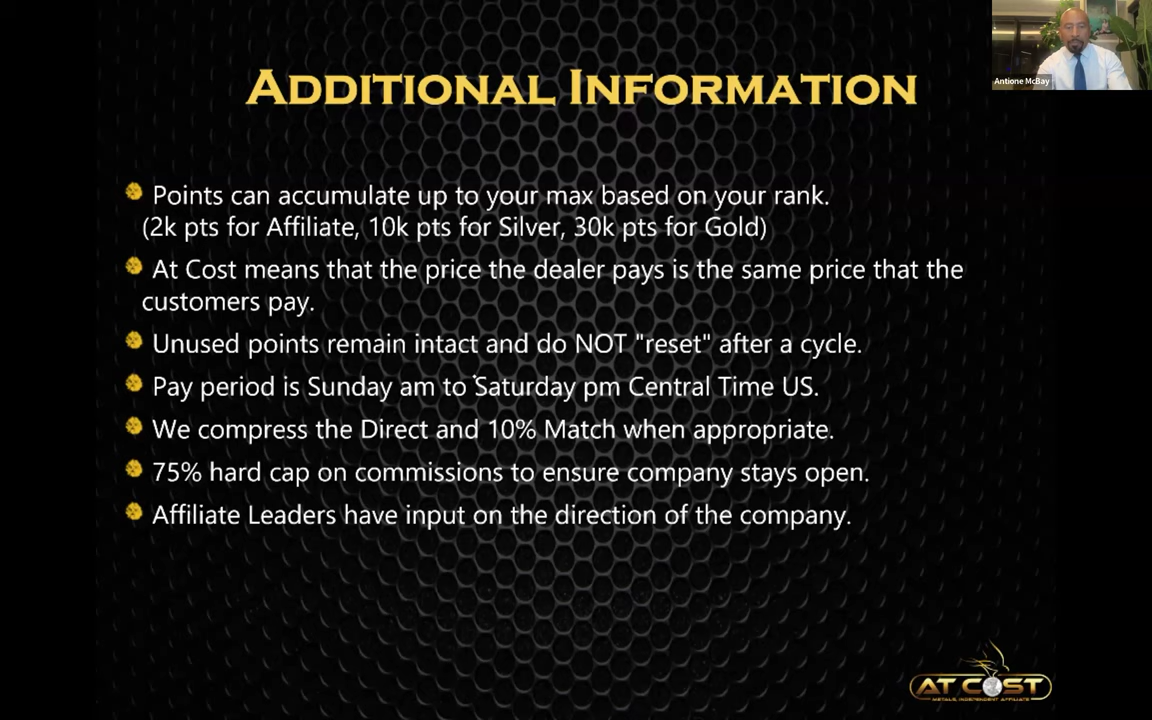 Antione McBay
ADDITIONAL INFORMATION
Points can accumulate up to your max based on your rank.
(2k pts for Affiliate, 10k pts for Silver, 30k pts for Gold)
At Cost means that the price the dealer pays is the same price that the
customers pay.
Unused points remain intact and do NOT "reset" after a cycle.
Pay period is Sunday am to Saturday pm Central Time US.
We compress the Direct and 10% Match when appropriate.
75% hard cap on commissions to ensure company stays open.
Affiliate Leaders have input on the direction of the company.
AT COST
METALS INDEPENDENT AFFILIATE